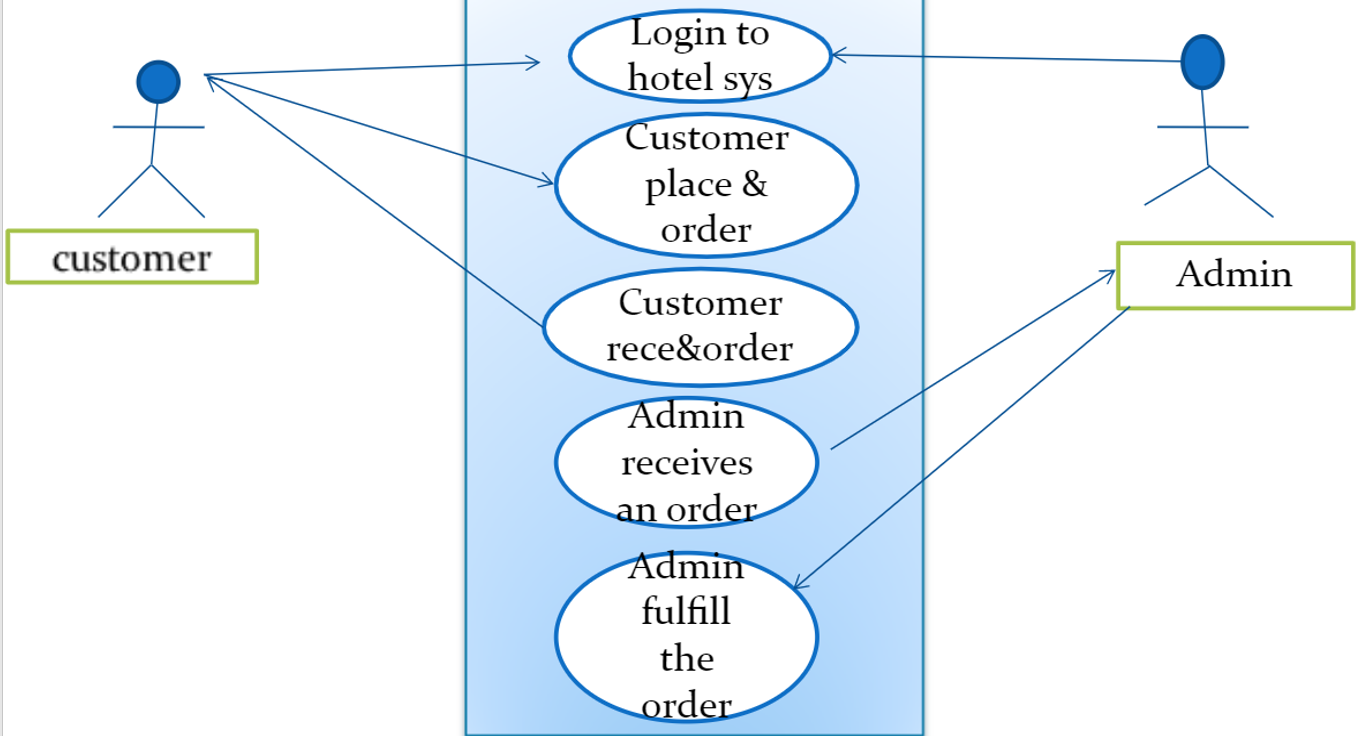 Login to
hotel sys
Customer
place &
order
customer
Admin
Customer
rece&order
Admin
receives
an order
Admin
fulfill
the
order